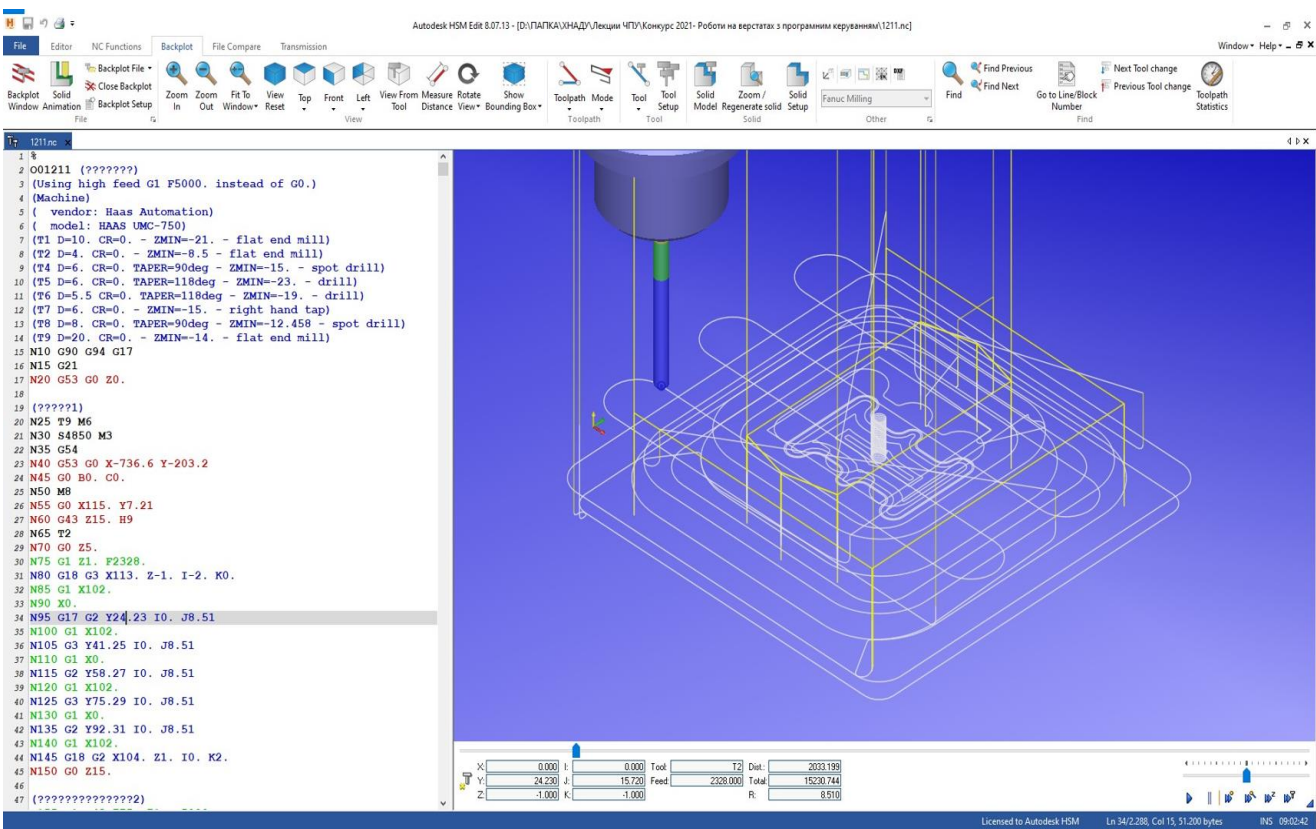 Autodesk HSM Edit 8.07.13 - [D:\ПАПКА\ХНАДУ\Лекции ЧПУ\Конкурс 2021- Роботи на верстатах з програмним керуванням\1211.nc]
File Editor NC Functions Backplot File Compare Transmission Window Help
Backplot Window
Solid Animation
Backplot File
Close Backplot
Backplot Setup
File
Zoom In
Zoom Out
Fit To Window
View Reset
Top
Front
Left
View From Tool
Measure Distance
Rotate View
Show Bounding Box
View
Toolpath
Mode
Toolpath
Tool
Tool Setup
Tool
Solid Model
Zoom / Regenerate solid
Solid Setup
Solid
Fanuc Milling
Other
Find
Find Previous
Find Next
Go to Line/Block Number
Next Tool change
Previous Tool change
Find
Toolpath Statistics
1211.nc
1 %
2 O01211 (???????)
3 (Using high feed G1 F5000. instead of G0.)
4 (Machine)
5 (  vendor: Haas Automation)
6 (  model: HAAS UMC-750)
7 (T1 D=10. CR=0. - ZMIN=-21. - flat end mill)
8 (T2 D=4. CR=0. - ZMIN=-8.5 - flat end mill)
9 (T4 D=6. CR=0. TAPER=90deg - ZMIN=-15. - spot drill)
10 (T5 D=6. CR=0. TAPER=118deg - ZMIN=-23. - drill)
11 (T6 D=5.5 CR=0. TAPER=118deg - ZMIN=-19. - drill)
12 (T7 D=6. CR=0. - ZMIN=-15. - right hand tap)
13 (T8 D=8. CR=0. TAPER=90deg - ZMIN=-12.458 - spot drill)
14 (T9 D=20. CR=0. - ZMIN=-14. - flat end mill)
15 N10 G90 G94 G17
16 N15 G21
17 N20 G53 G0 Z0.
18
19 (?????1)
20 N25 T9 M6
21 N30 S4850 M3
22 N35 G54
23 N40 G53 G0 X-736.6 Y-203.2
24 N45 G0 B0. C0.
25 N50 M8
26 N55 G0 X115. Y7.21
27 N60 G43 Z15. H9
28 N65 T2
29 N70 G0 Z5.
30 N75 G1 Z1. F2328.
31 N80 G18 G3 X113. Z-1. I-2. K0.
32 N85 G1 X102.
33 N90 X0.
34 N95 G17 G2 Y24.23 I0. J8.51
35 N100 G1 X102.
36 N105 G3 Y41.25 I0. J8.51
37 N110 G1 X0.
38 N115 G2 Y58.27 I0. J8.51
39 N120 G1 X102.
40 N125 G3 Y75.29 I0. J8.51
41 N130 G1 X0.
42 N135 G2 Y92.31 I0. J8.51
43 N140 G1 X102.
44 N145 G18 G2 X104. Z1. I0. K2.
45 N150 G0 Z15.
46
47 (??????????????2)
X: 0.000 I: 0.000 Tool: T2 Dist.: 2033.199
Y: 24.230 J: 15.720 Feed: 2328.000 Total: 15230.744
Z: -1.000 K: -1.000 R: 8.510
Licensed to Autodesk HSM Ln 34/2.288, Col 15, 51.200 bytes INS 09:02:42